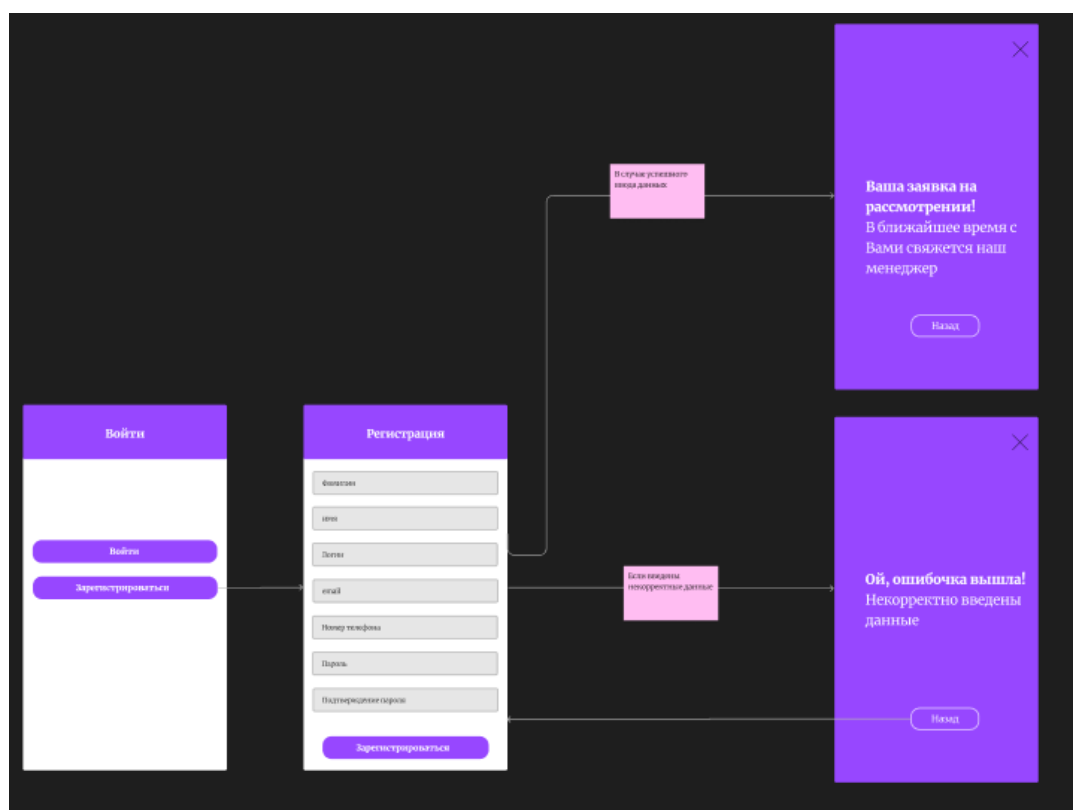 Войти
Войти
Зарегистрироваться
Регистрация
Фамилия
имя
Логин
email
Номер телефона
Пароль
Подтверждение пароля
Зарегистрироваться
В случае успешного
ввода данных
Если введены
некорректные данные
Ваша заявка на
рассмотрении!
В ближайшее время с
Вами свяжется наш
менеджер
Назад
Ой, ошибочка вышла!
Некорректно введены
данные
Назад